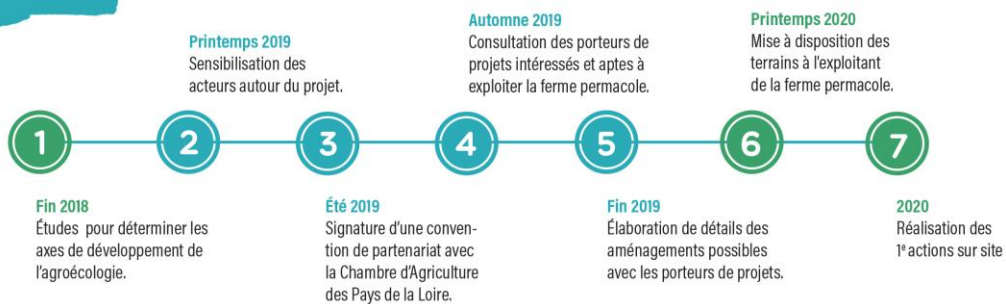 Printemps 2019
Sensibilisation des
acteurs autour du projet.
Automne 2019
Consultation des porteurs de
projets intéressés et aptes à
exploiter la ferme permacole.
Printemps 2020
Mise à disposition des
terrains à l'exploitant
de la ferme permacole.
1
2
3
4
5
6
7
Fin 2018
Études pour déterminer les
axes de développement de
l'agroécologie.
Été 2019
Signature d'une conven-
tion de partenariat avec
la Chambre d'Agriculture
des Pays de la Loire.
Fin 2019
Élaboration de détails des
aménagements possibles
avec les porteurs de projets.
2020
Réalisation des
1e actions sur site